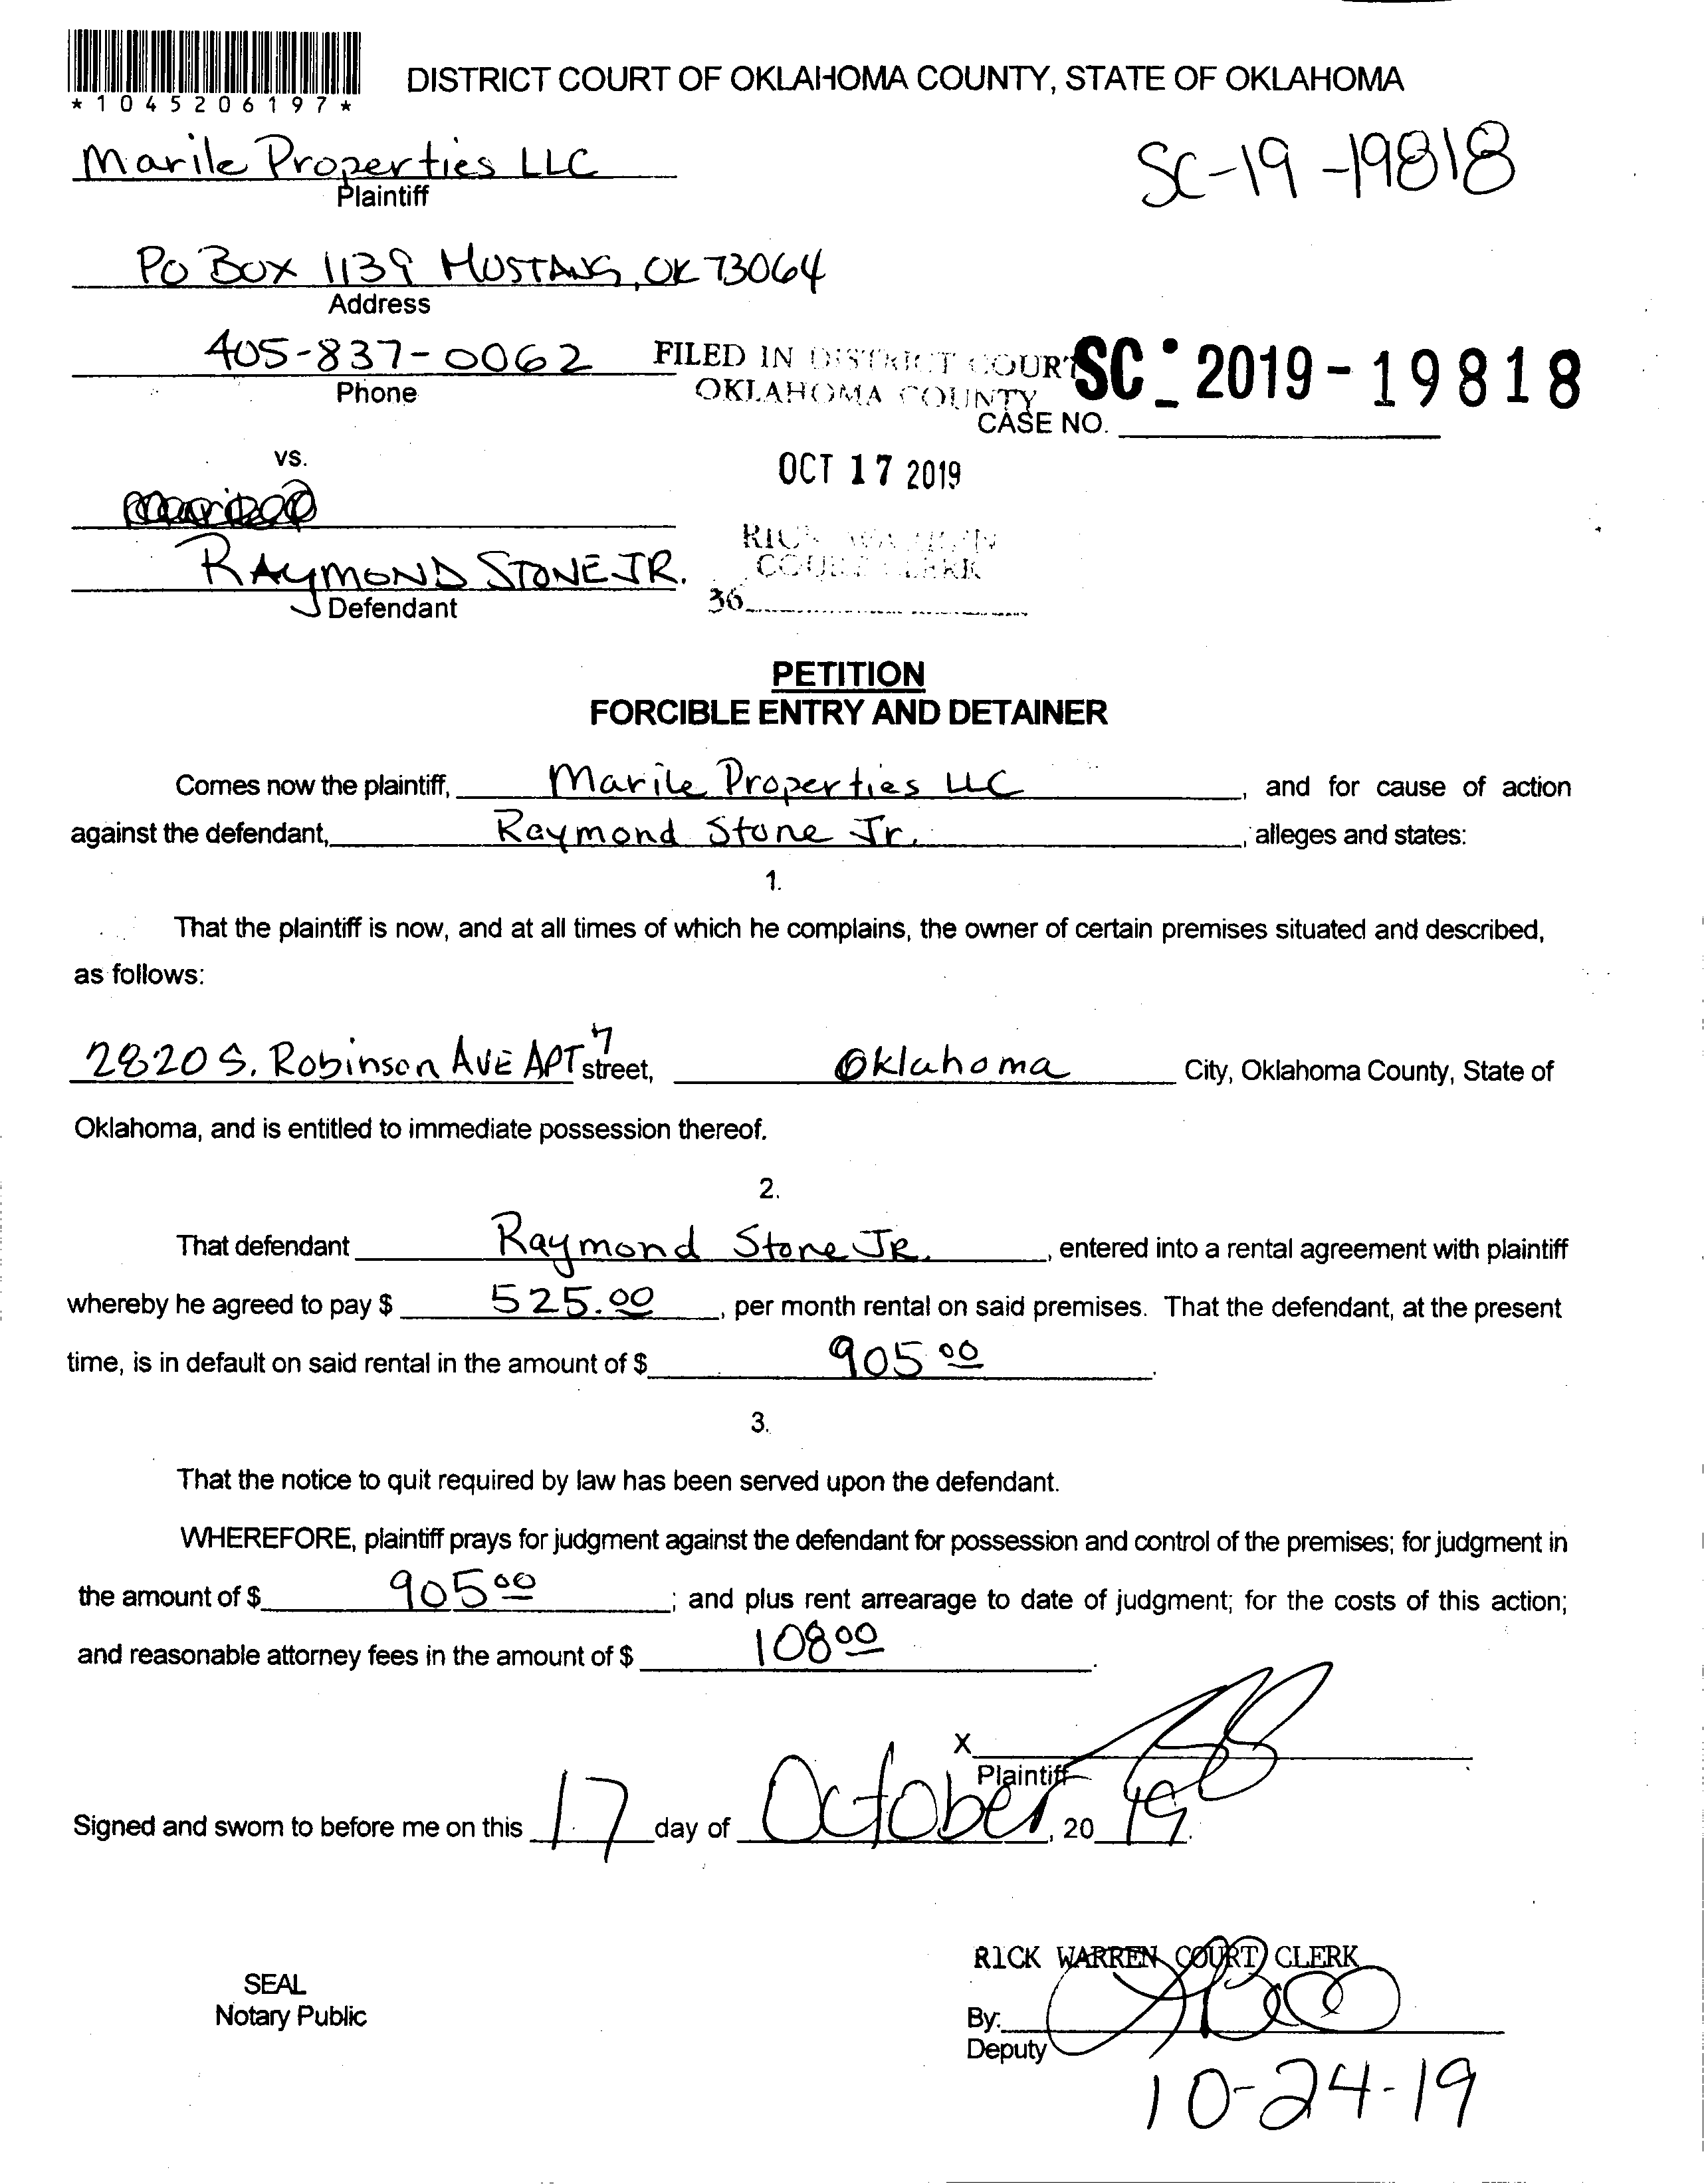 *1045206197*
DISTRICT COURT OF OKLAHOMA COUNTY, STATE OF OKLAHOMA
Marile Properties LLC
Plaintiff
SC-19-19818
PO BOX 1139 MUSTANG, OK 73064
Address
405-837-0062
Phone
FILED IN DISTRICT COURT
OKLAHOMA COUNTY
SC - 2019-19818
CASE NO.
vs.
OCT 17 2019
RAYMOND STONE JR.
Defendant
RICK WARREN
COURT CLERK
36
PETITION
FORCIBLE ENTRY AND DETAINER
Comes now the plaintiff, Marile Properties LLC, and for cause of action
against the defendant, Raymond Stone Jr., alleges and states:
1.
That the plaintiff is now, and at all times of which he complains, the owner of certain premises situated and described,
as follows:
2820 S. Robinson AVE APT 7 street, Oklahoma City, Oklahoma County, State of
Oklahoma, and is entitled to immediate possession thereof.
2.
That defendant Raymond Stone JR., entered into a rental agreement with plaintiff
whereby he agreed to pay $ 525.00, per month rental on said premises. That the defendant, at the present
time, is in default on said rental in the amount of $ 905 00.
3.
That the notice to quit required by law has been served upon the defendant.
WHEREFORE, plaintiff prays for judgment against the defendant for possession and control of the premises; for judgment in
the amount of $ 905 00; and plus rent arrearage to date of judgment; for the costs of this action;
and reasonable attorney fees in the amount of $ 108 00.
X
Plaintiff
Signed and sworn to before me on this 17 day of October, 20 19.
RICK WARREN COURT CLERK
SEAL
Notary Public
By:
Deputy
10-24-19